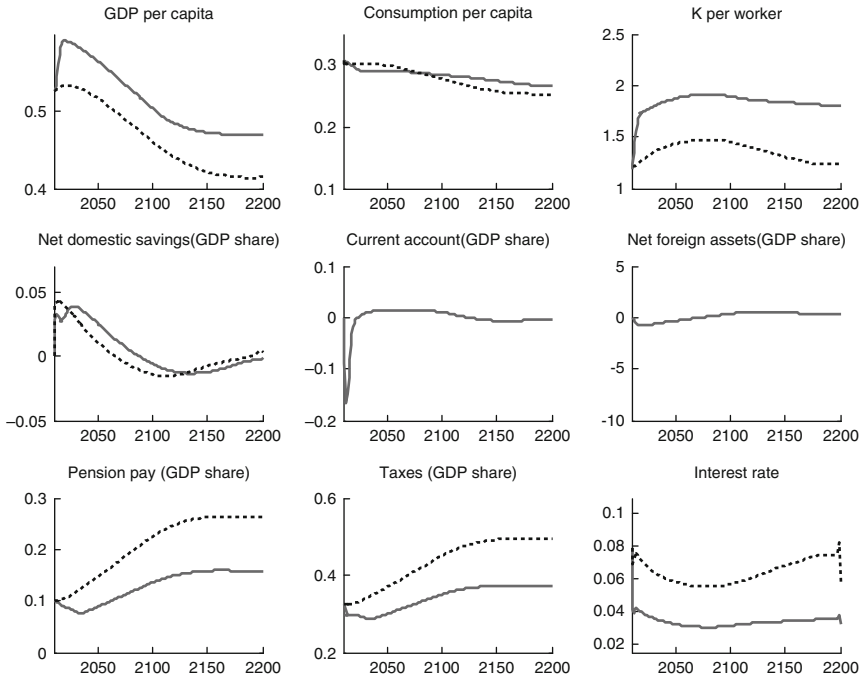 GDP per capita
0.5
0.4
2050 2100 2150 2200
Consumption per capita
0.3
0.2
0.1
2050 2100 2150 2200
K per worker
2.5
2
1.5
1
2050 2100 2150 2200
Net domestic savings(GDP share)
0.05
0
−0.05
2050 2100 2150 2200
Current account(GDP share)
0.1
0
−0.1
−0.2
2050 2100 2150 2200
Net foreign assets(GDP share)
5
0
-5
-10
2050 2100 2150 2200
Pension pay (GDP share)
0.3
0.2
0.1
0
2050 2100 2150 2200
Taxes (GDP share)
0.6
0.4
0.2
2050 2100 2150 2200
Interest rate
0.1
0.08
0.06
0.04
0.02
2050 2100 2150 2200